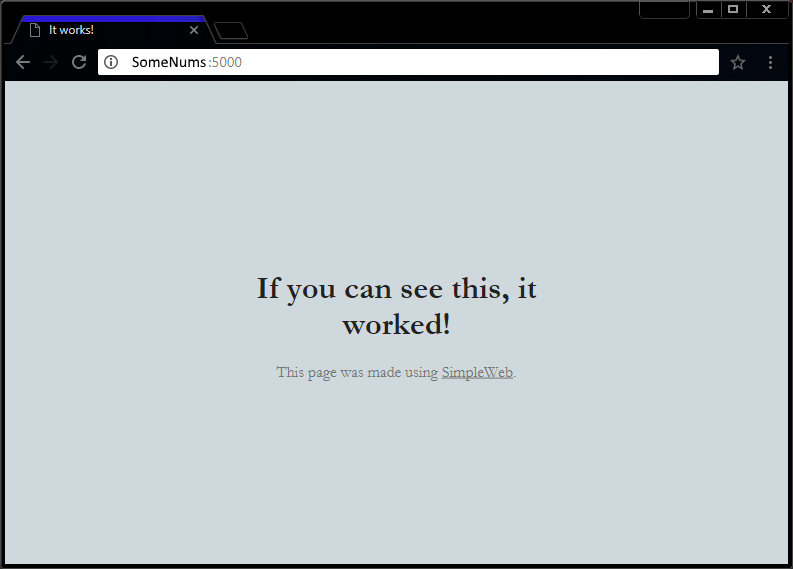 It works!
SomeNums:5000
If you can see this, it
worked!
This page was made using SimpleWeb.